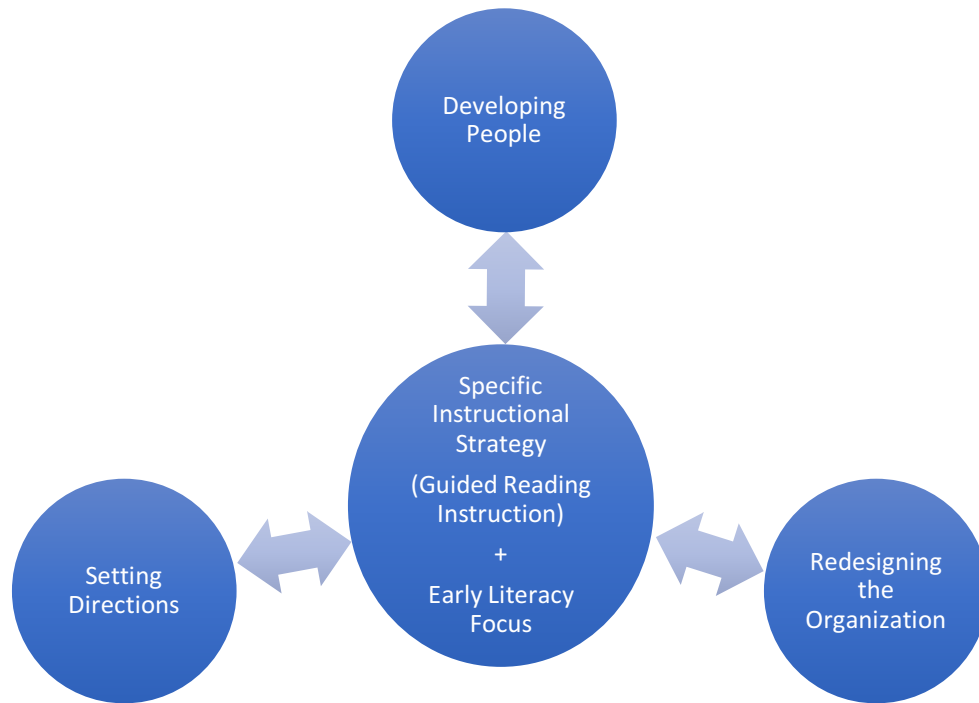 Developing
People
Specific
Instructional
Strategy
(Guided Reading
Instruction)
+
Early Literacy
Focus
Setting
Directions
Redesigning
the
Organization